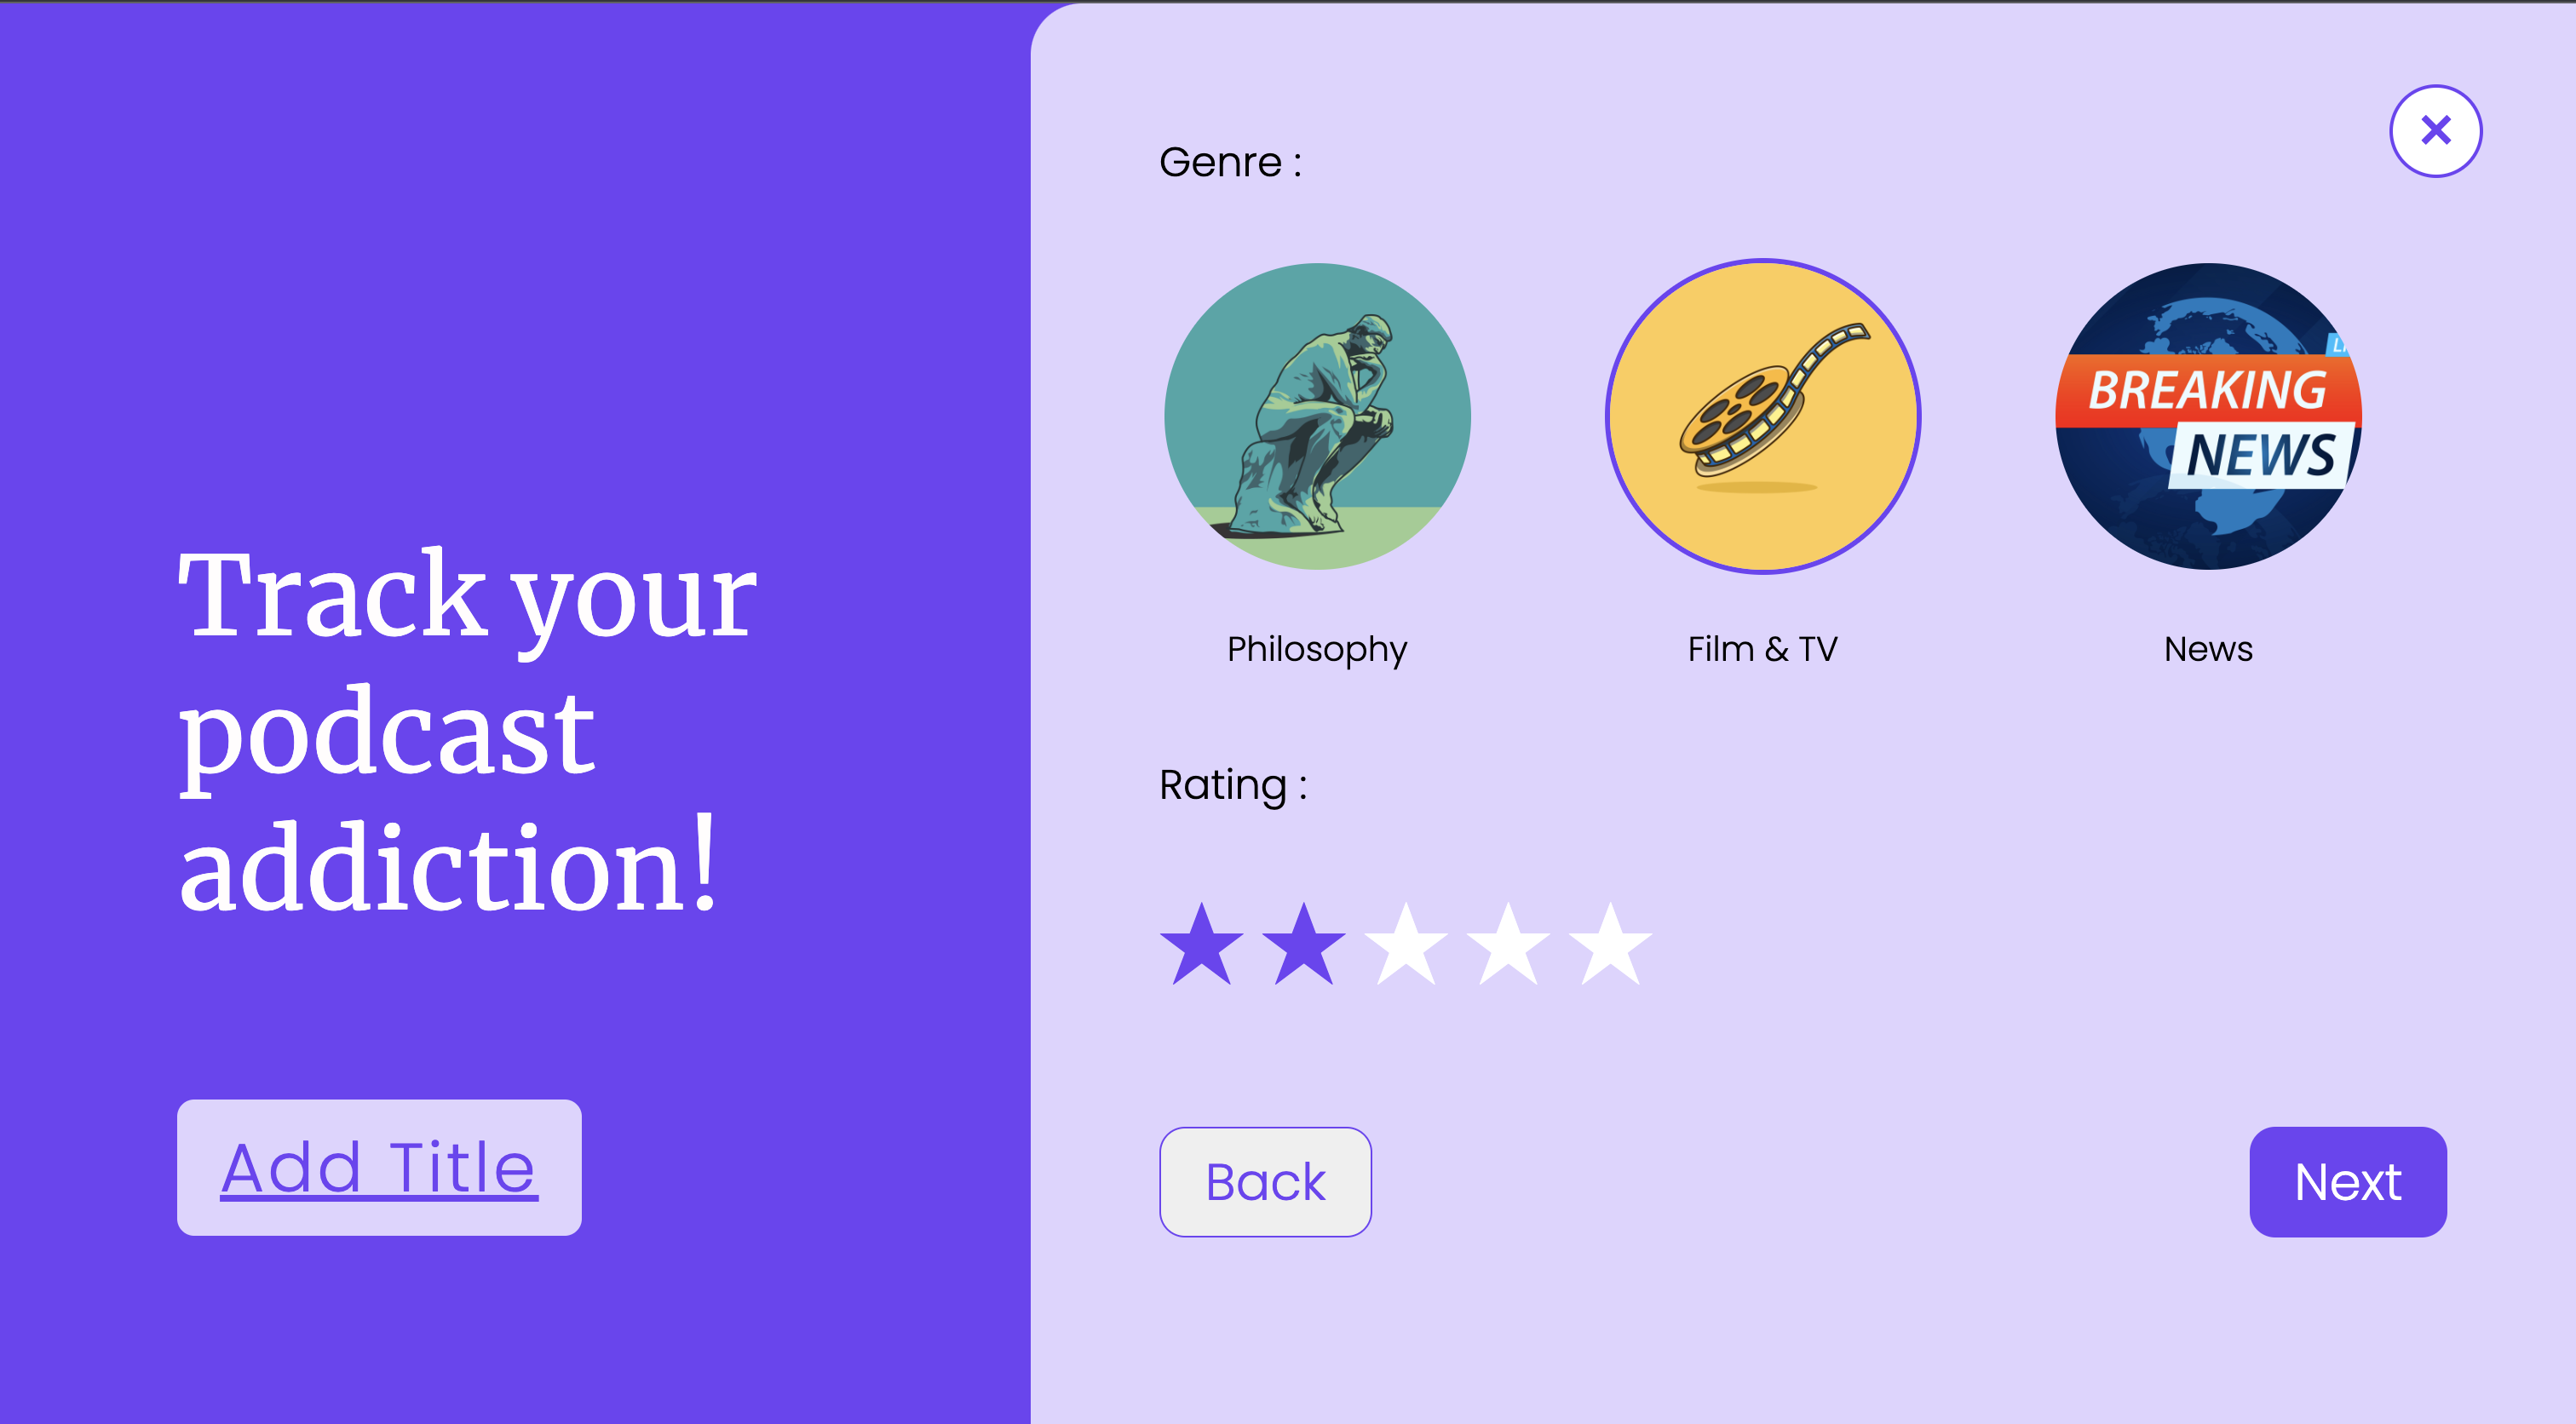 Track your
podcast
addiction!
Add Title
Genre :
BREAKING
NEWS
Philosophy
Film & TV
News
Rating :
Back
Next